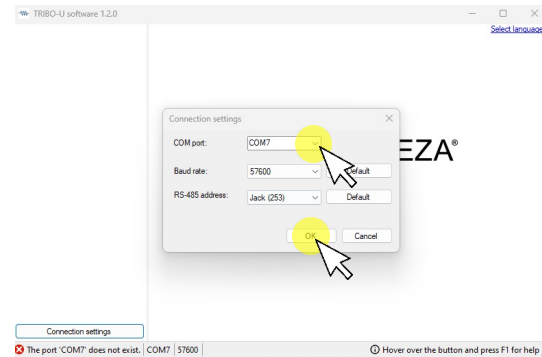 TRIBO-U software 1.2.0
Select language
Connection settings
COM port: COM7
EZA®
Baud rate: 57600 Default
RS-485 address: Jack (253) Default
OK Cancel
Connection settings
The port 'COM7' does not exist. COM7 57600 Hover over the button and press F1 for help